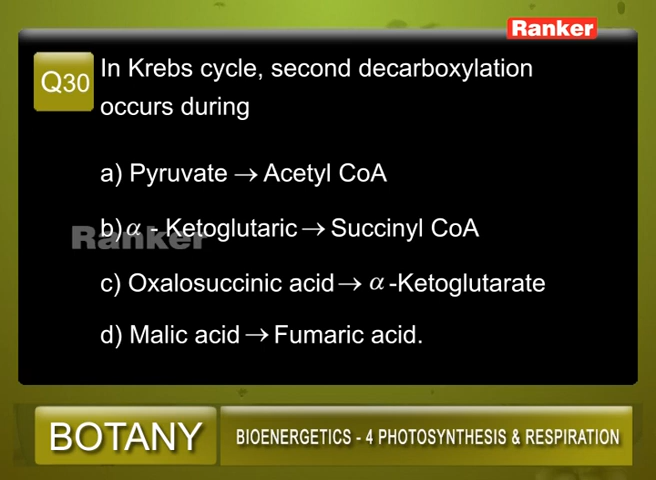 Ranker
Q30
In Krebs cycle, second decarboxylation
occurs during
a) Pyruvate → Acetyl CoA
b) α - Ketoglutaric → Succinyl CoA
Ranker
c) Oxalosuccinic acid → α -Ketoglutarate
d) Malic acid → Fumaric acid.
BOTANY
BIOENERGETICS - 4 PHOTOSYNTHESIS & RESPIRATION